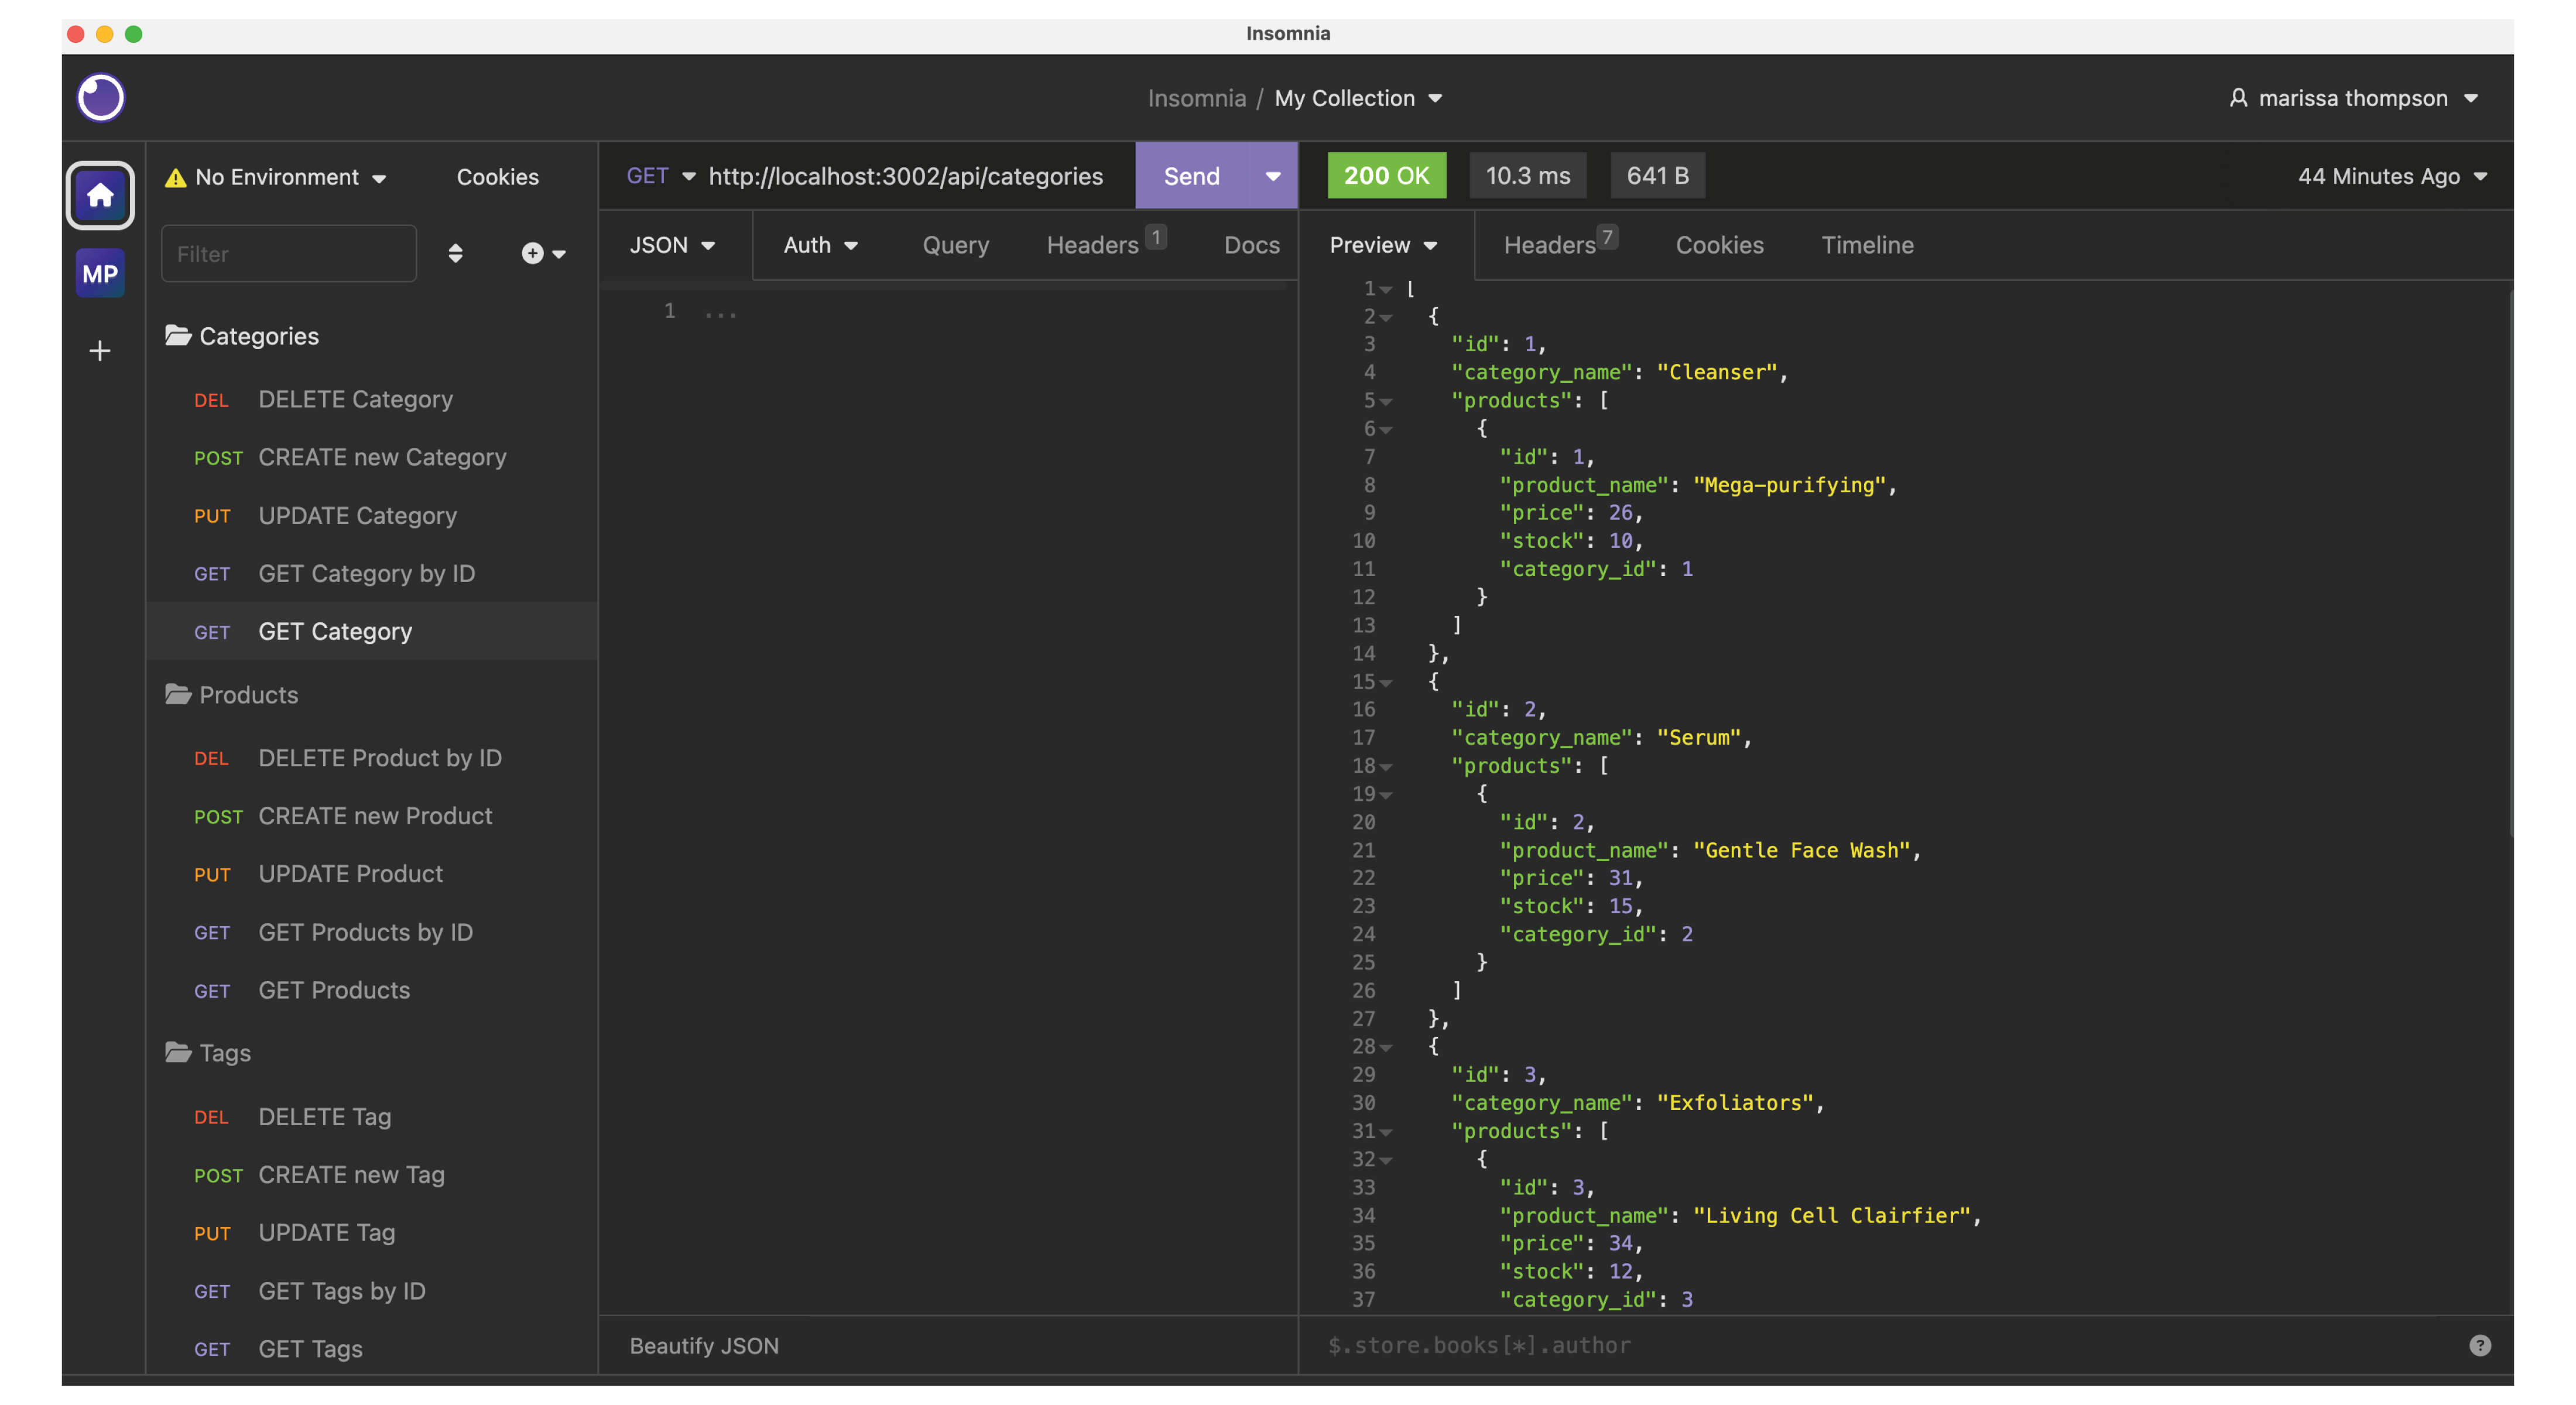 Insomnia
Insomnia / My Collection
marissa thompson
MP
No Environment
Cookies
Filter
Categories
DEL DELETE Category
POST CREATE new Category
PUT UPDATE Category
GET GET Category by ID
GET GET Category
Products
DEL DELETE Product by ID
POST CREATE new Product
PUT UPDATE Product
GET GET Products by ID
GET GET Products
Tags
DEL DELETE Tag
POST CREATE new Tag
PUT UPDATE Tag
GET GET Tags by ID
GET GET Tags
GET http://localhost:3002/api/categories Send
JSON Auth Query Headers 1 Docs
1 ...
Beautify JSON
200 OK 10.3 ms 641 B 44 Minutes Ago
Preview Headers 7 Cookies Timeline
1 [
2 {
3 "id": 1,
4 "category_name": "Cleanser",
5 "products": [
6 {
7 "id": 1,
8 "product_name": "Mega-purifying",
9 "price": 26,
10 "stock": 10,
11 "category_id": 1
12 }
13 ]
14 },
15 {
16 "id": 2,
17 "category_name": "Serum",
18 "products": [
19 {
20 "id": 2,
21 "product_name": "Gentle Face Wash",
22 "price": 31,
23 "stock": 15,
24 "category_id": 2
25 }
26 ]
27 },
28 {
29 "id": 3,
30 "category_name": "Exfoliators",
31 "products": [
32 {
33 "id": 3,
34 "product_name": "Living Cell Clairfier",
35 "price": 34,
36 "stock": 12,
37 "category_id": 3
$.store.books[*].author
?